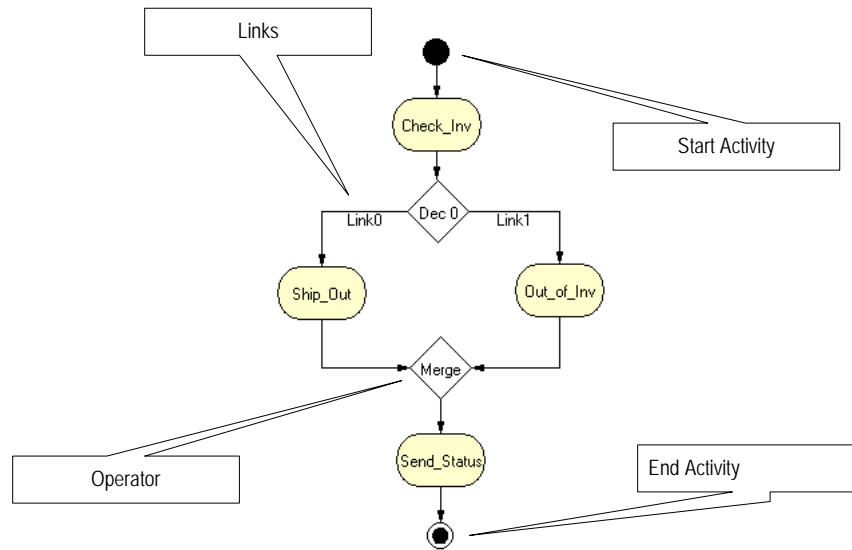 Links
Check_Inv
Start Activity
Link0
Dec 0
Link1
Ship_Out
Out_of_Inv
Merge
Operator
Send_Status
End Activity